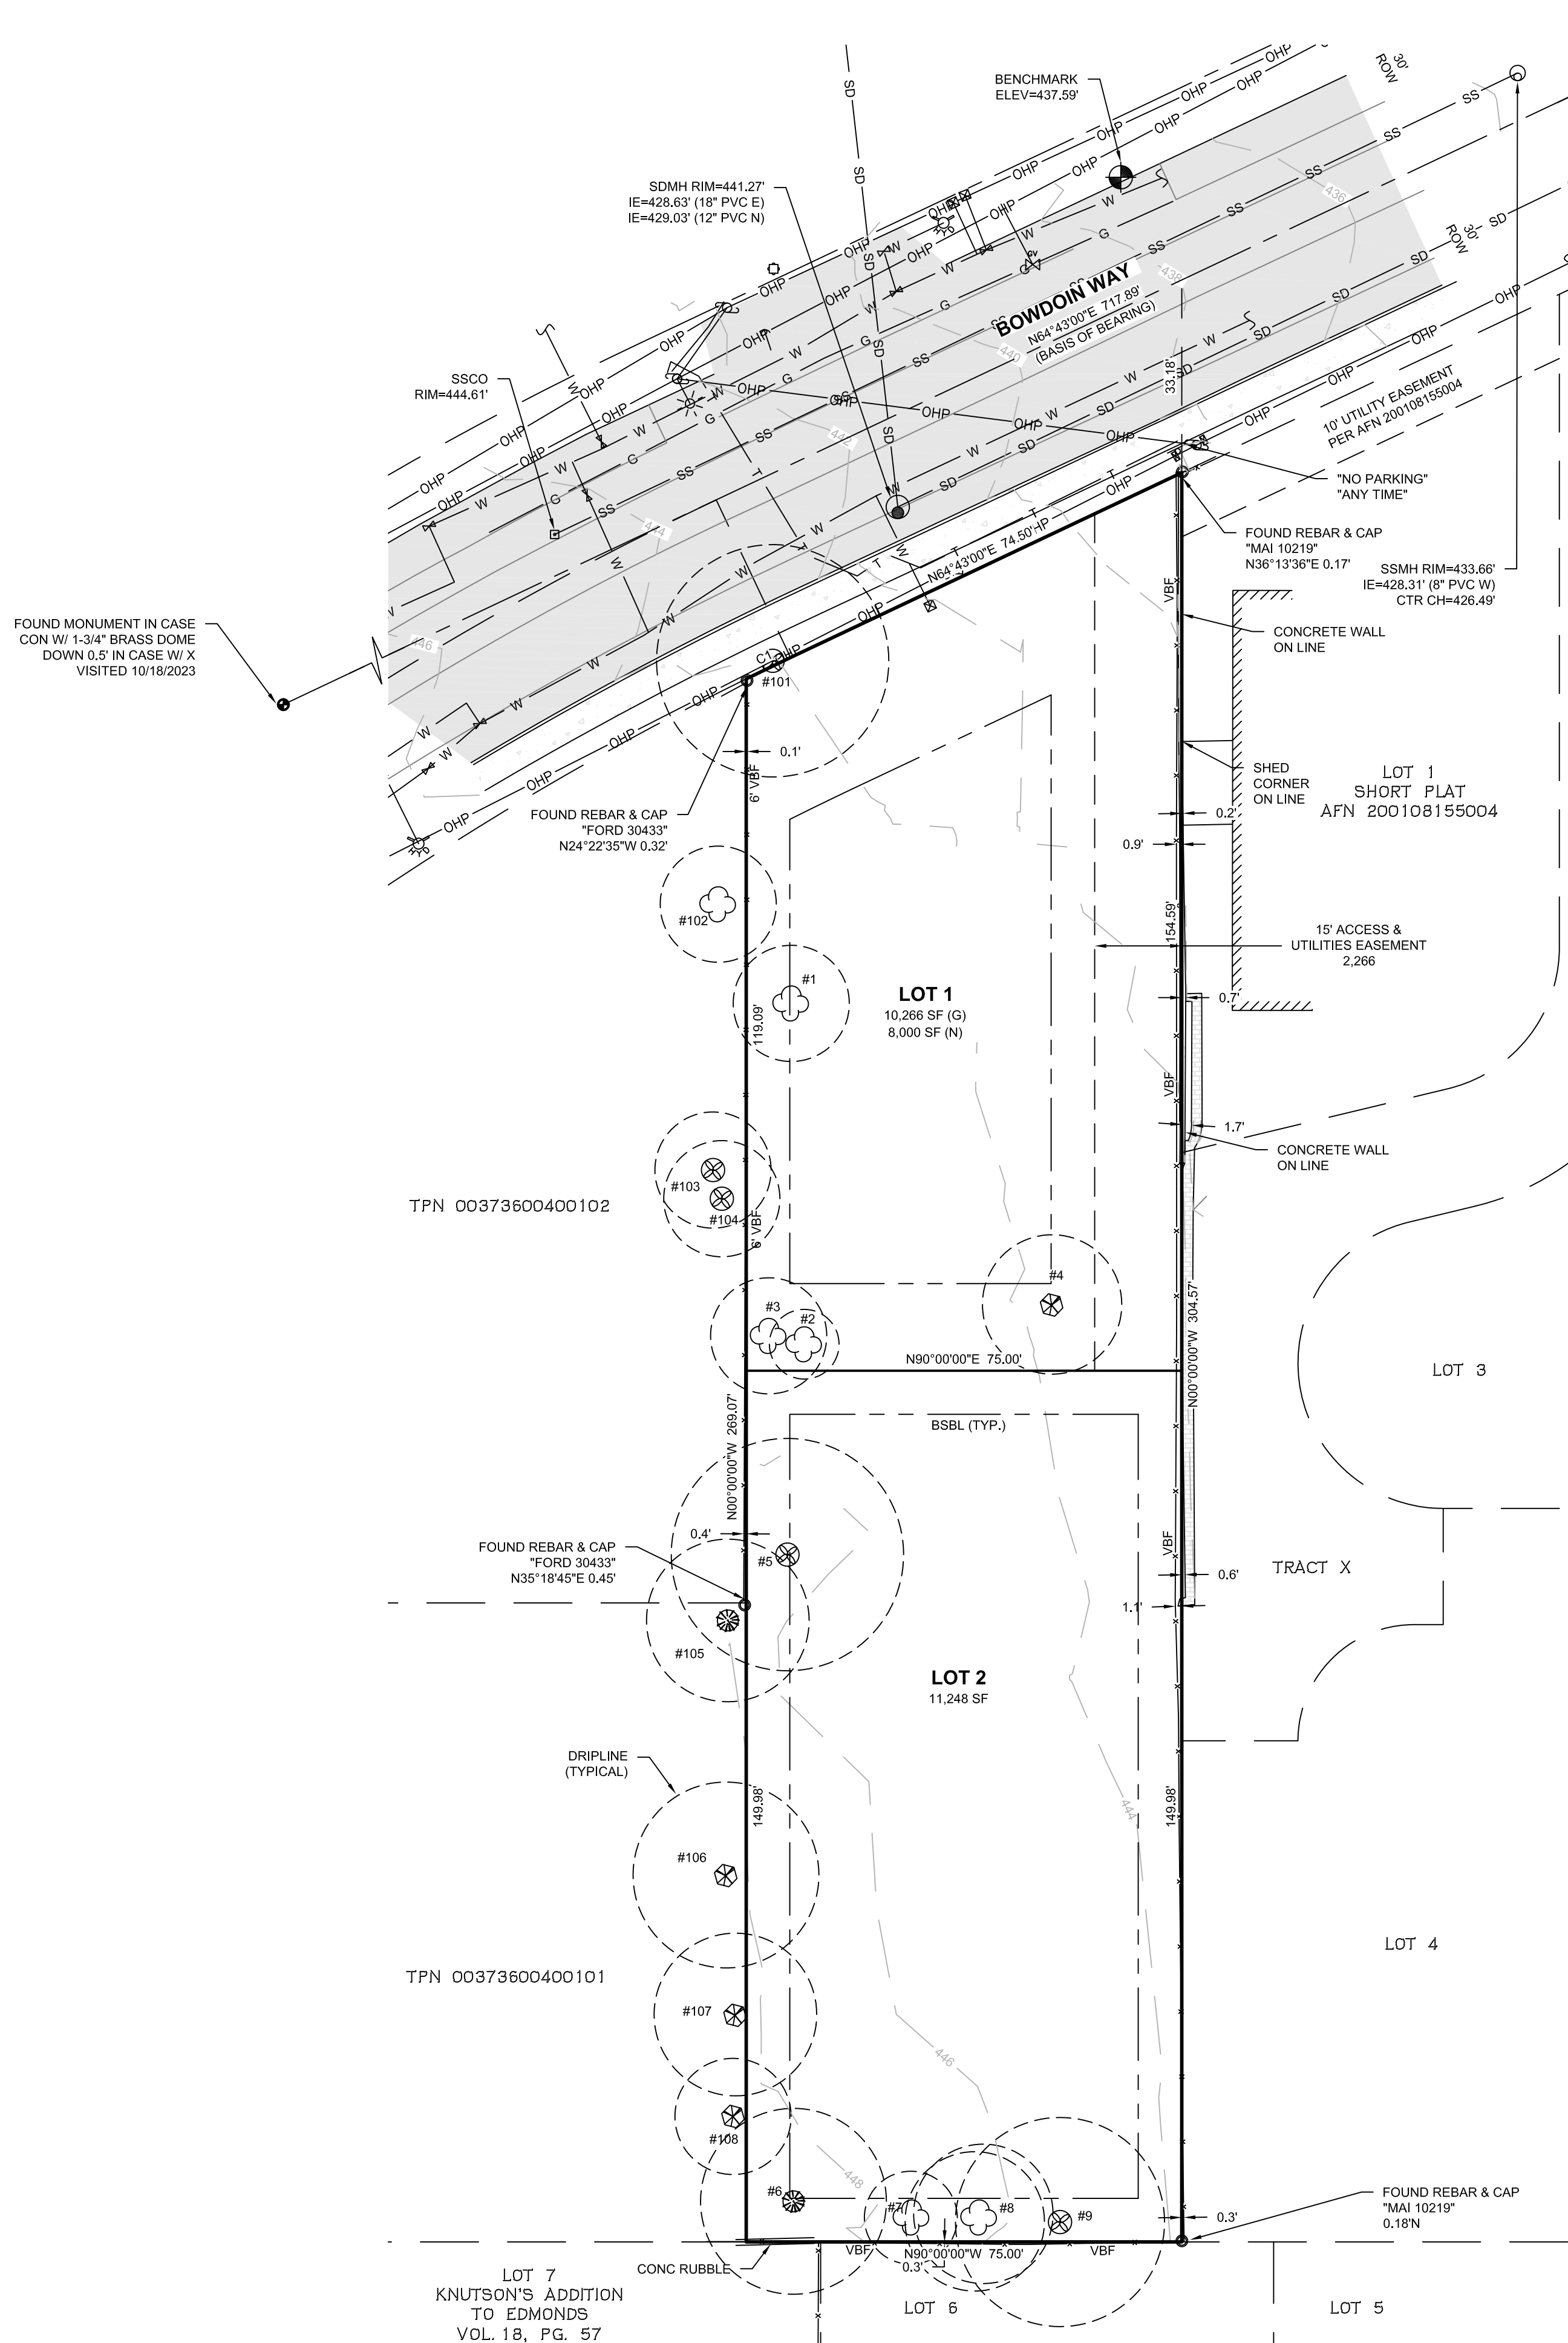 BENCHMARK
ELEV=437.59'
30'
ROW
SDMH RIM=441.27'
IE=428.63' (18" PVC E)
IE=429.03' (12" PVC N)
436
438
440
442
444
446
30'
ROW
BOWDOIN WAY
N64°43'00"E 717.89'
(BASIS OF BEARING)
33.18'
SSCO
RIM=444.61'
10' UTILITY EASEMENT
PER AFN 200108155004
"NO PARKING"
"ANY TIME"
FOUND REBAR & CAP
"MAI 10219"
N36°13'36"E 0.17'
SSMH RIM=433.66'
IE=428.31' (8" PVC W)
CTR CH=426.49'
FOUND MONUMENT IN CASE
CON W/ 1-3/4" BRASS DOME
DOWN 0.5' IN CASE W/ X
VISITED 10/18/2023
N64°43'00"E 74.50'
C1
#101
OHP
SD
SS
W
G
T
HYD
VBF
CONCRETE WALL
ON LINE
0.1'
6' VBF
SHED
CORNER
ON LINE
LOT 1
SHORT PLAT
AFN 200108155004
FOUND REBAR & CAP
"FORD 30433"
N24°22'35"W 0.32'
0.2'
0.9'
#102
154.59'
15' ACCESS &
UTILITIES EASEMENT
2,266
#1
LOT 1
10,266 SF (G)
8,000 SF (N)
0.7'
119.09'
VBF
1.7'
CONCRETE WALL
ON LINE
#103
#104
TPN 00373600400102
6' VBF
#4
#3
#2
N00°00'00"W 304.57'
N90°00'00"E 75.00'
LOT 3
N00°00'00"W 269.07'
BSBL (TYP.)
0.4'
FOUND REBAR & CAP
"FORD 30433"
N35°18'45"E 0.45'
#5
VBF
TRACT X
0.6'
1.1'
#105
LOT 2
11,248 SF
DRIPLINE
(TYPICAL)
149.98'
149.98'
444
#106
LOT 4
TPN 00373600400101
#107
446
#108
448
#6
#7
#8
#9
FOUND REBAR & CAP
"MAI 10219"
0.18'N
0.3'
VBF
N90°00'00"W 75.00'
VBF
0.3'
CONC RUBBLE
LOT 7
KNUTSON'S ADDITION
TO EDMONDS
VOL. 18, PG. 57
LOT 6
LOT 5